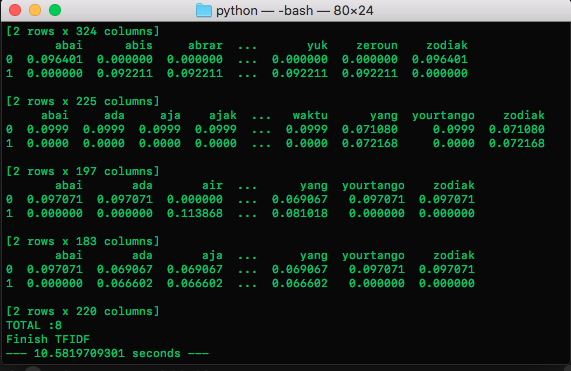 python — -bash — 80×24
[2 rows x 324 columns]
abai abis abrar ... yuk zeroun zodiak
0 0.096401 0.000000 0.000000 ... 0.000000 0.000000 0.096401
1 0.000000 0.092211 0.092211 ... 0.092211 0.092211 0.000000
[2 rows x 225 columns]
abai ada aja ajak ... waktu yang yourtango zodiak
0 0.0999 0.0999 0.0999 0.0999 ... 0.0999 0.071080 0.0999 0.071080
1 0.0000 0.0000 0.0000 0.0000 ... 0.0000 0.072168 0.0000 0.072168
[2 rows x 197 columns]
abai ada air ... yang yourtango zodiak
0 0.097071 0.097071 0.000000 ... 0.069067 0.097071 0.097071
1 0.000000 0.000000 0.113868 ... 0.081018 0.000000 0.000000
[2 rows x 183 columns]
abai ada aja ... yang yourtango zodiak
0 0.097071 0.069067 0.069067 ... 0.069067 0.097071 0.097071
1 0.000000 0.066602 0.066602 ... 0.066602 0.000000 0.000000
[2 rows x 220 columns]
TOTAL :8
Finish TFIDF
--- 10.5819709301 seconds ---